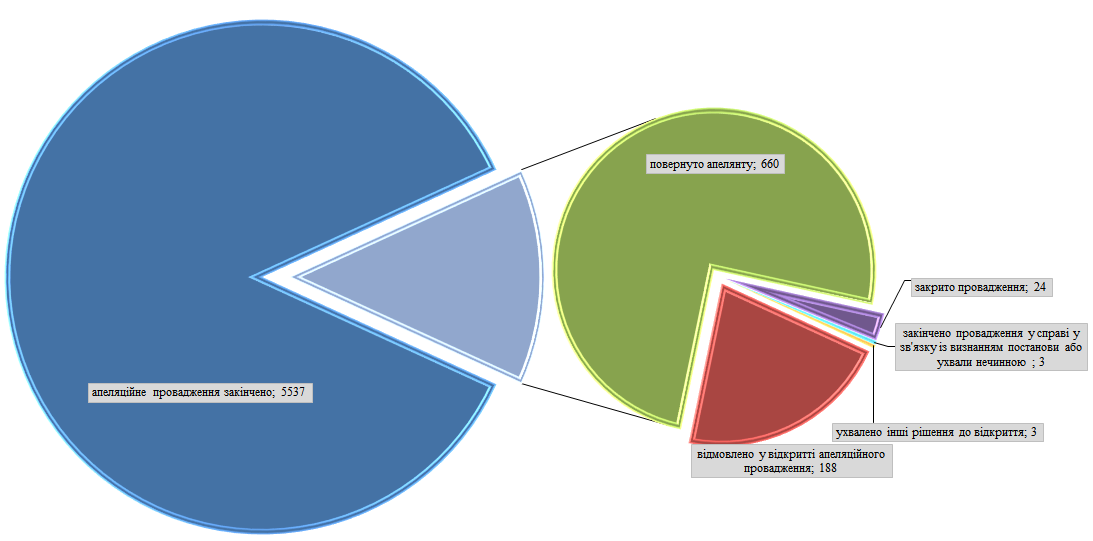 повернуто апелянту; 660
закрито провадження; 24
закінчено провадження у справі у
зв'язку із визнанням постанови або
ухвали нечинною ; 3
апеляційне провадження закінчено; 5537
ухвалено інші рішення до відкриття; 3
відмовлено у відкритті апеляційного
провадження; 188